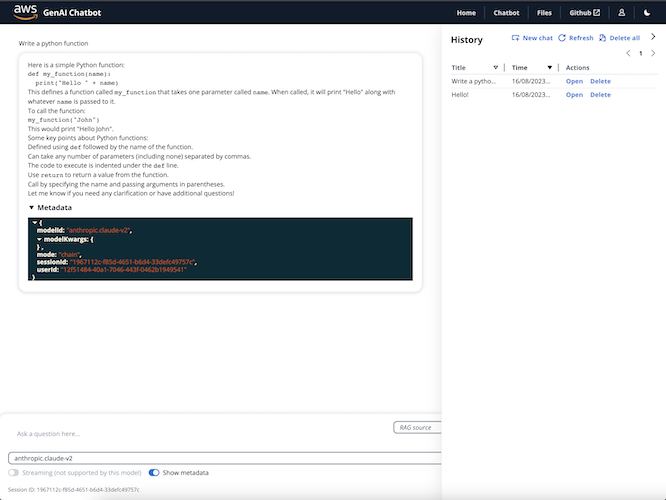 aws GenAI Chatbot Home Chatbot Files Github
Write a python function
Here is a simple Python function:
def my_function(name):
print("Hello " + name)
This defines a function called my_function that takes one parameter called name. When called, it will print "Hello" along with
whatever name is passed to it.
To call the function:
my_function("John")
This would print "Hello John".
Some key points about Python functions:
Defined using def followed by the name of the function.
Can take any number of parameters (including none) separated by commas.
The code to execute is indented under the def line.
Use return to return a value from the function.
Call by specifying the name and passing arguments in parentheses.
Let me know if you need any clarification or have additional questions!
Metadata
{
modelId: "anthropic.claude-v2",
modelKwargs: {
} ,
mode: "chain",
sessionId: "1967112c-f85d-4651-b6d4-33defc49757c",
userId: "12f51484-40a1-7046-443f-0462b1949541"
}
Ask a question here...
RAG source
anthropic.claude-v2
Streaming (not supported by this model) Show metadata
Session ID: 1967112c-f85d-4651-b6d4-33defc49757c
History New chat Refresh Delete all
1
Title Time Actions
Write a pytho... 16/08/2023... Open Delete
Hello! 16/08/2023... Open Delete